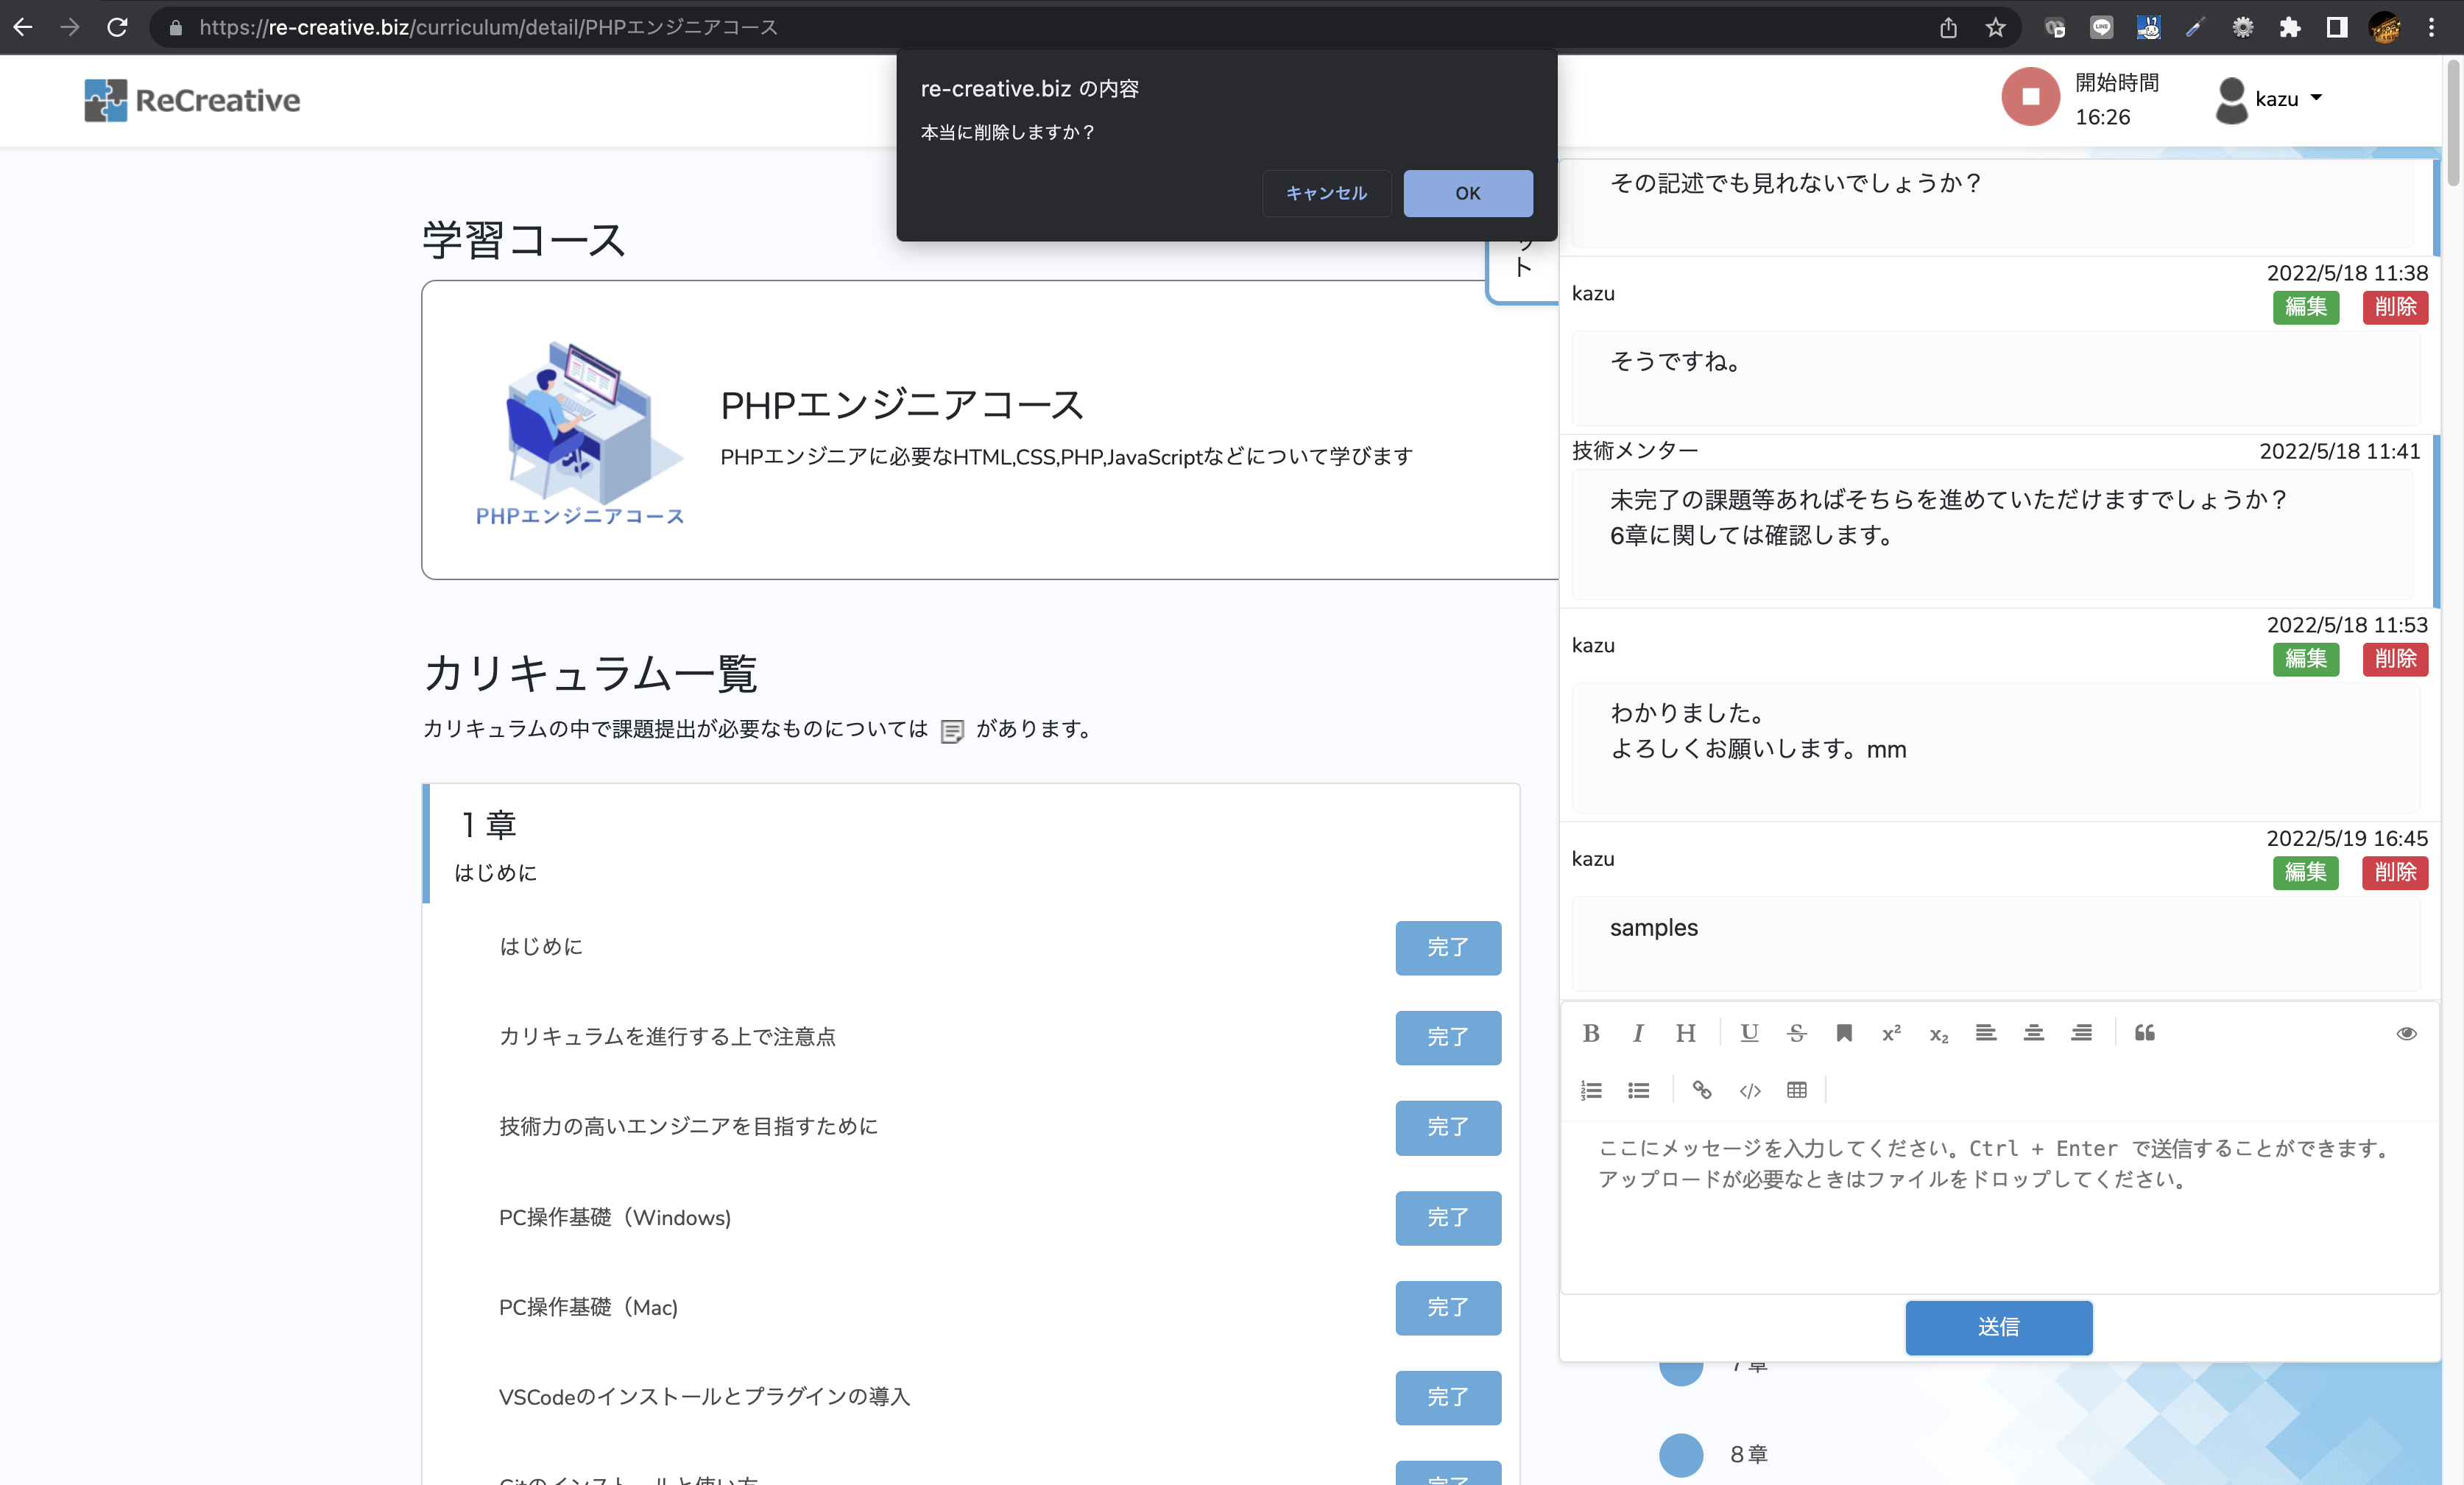 https://re-creative.biz/curriculum/detail/PHPエンジニアコース
re-creative.biz の内容
本当に削除しますか？
キャンセル
OK
ReCreative
開始時間
16:26
kazu
学習コース
PHPエンジニアコース
PHPエンジニアに必要なHTML,CSS,PHP,JavaScriptなどについて学びます
PHPエンジニアコース
カリキュラム一覧
カリキュラムの中で課題提出が必要なものについては があります。
1 章
はじめに
はじめに
完了
カリキュラムを進行する上で注意点
完了
技術力の高いエンジニアを目指すために
完了
PC操作基礎（Windows)
完了
PC操作基礎（Mac)
完了
VSCodeのインストールとプラグインの導入
完了
Gitのインストールと使い方
完了
ット
その記述でも見れないでしょうか？
2022/5/18 11:38
kazu
編集
削除
そうですね。
技術メンター
2022/5/18 11:41
未完了の課題等あればそちらを進めていただけますでしょうか？
6章に関しては確認します。
2022/5/18 11:53
kazu
編集
削除
わかりました。
よろしくお願いします。mm
2022/5/19 16:45
kazu
編集
削除
samples
ここにメッセージを入力してください。Ctrl + Enter で送信することができます。
アップロードが必要なときはファイルをドロップしてください。
送信
7 章
8 章